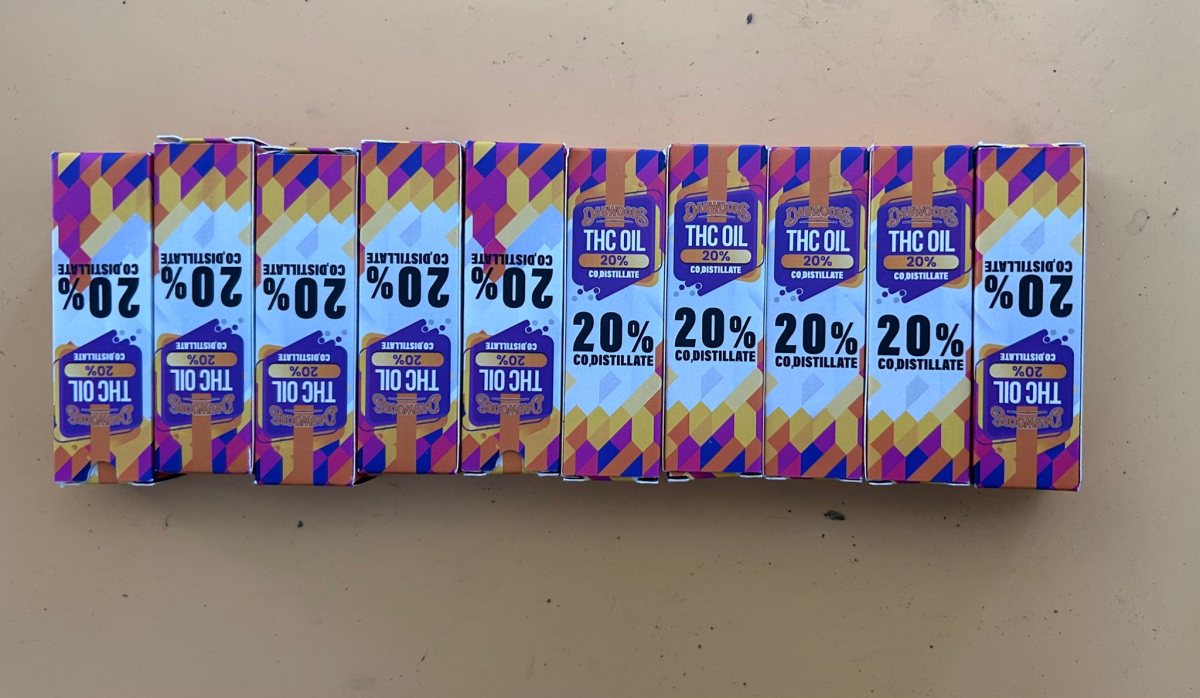 DABWOODS
THC OIL
20%
CO₂DISTILLATE
20%
CO₂DISTILLATE
DABWOODS
THC OIL
20%
CO₂DISTILLATE
20%
CO₂DISTILLATE
DABWOODS
THC OIL
20%
CO₂DISTILLATE
20%
CO₂DISTILLATE
DABWOODS
THC OIL
20%
CO₂DISTILLATE
20%
CO₂DISTILLATE
DABWOODS
THC OIL
20%
CO₂DISTILLATE
20%
CO₂DISTILLATE
DABWOODS
THC OIL
20%
CO₂DISTILLATE
20%
CO₂DISTILLATE
DABWOODS
THC OIL
20%
CO₂DISTILLATE
20%
CO₂DISTILLATE
DABWOODS
THC OIL
20%
CO₂DISTILLATE
20%
CO₂DISTILLATE
DABWOODS
THC OIL
20%
CO₂DISTILLATE
20%
CO₂DISTILLATE
DABWOODS
THC OIL
20%
CO₂DISTILLATE
20%
CO₂DISTILLATE